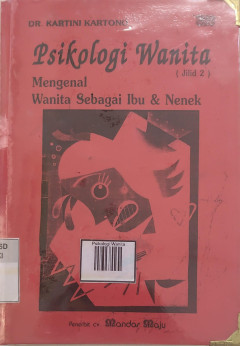 DR. KARTINI KARTONO
Psikologi Wanita
( Jilid 2 )
Mengenal
Wanita Sebagai Ibu & Nenek
Psikologi Wanita
Penerbit CV. Mandar Maju